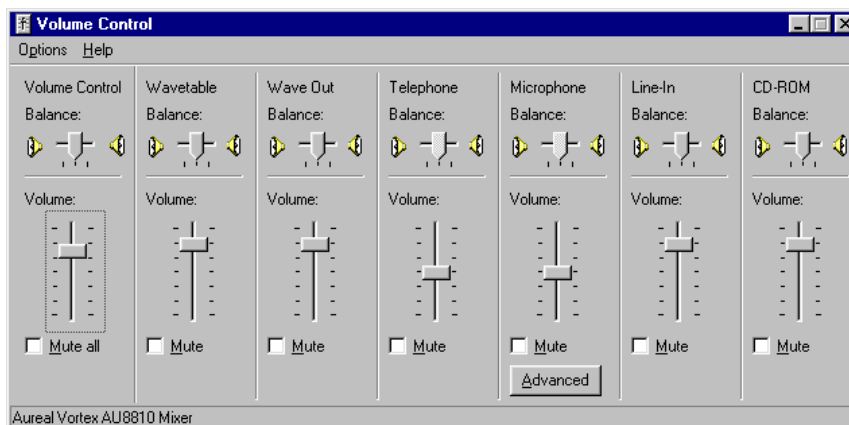 Volume Control
Options Help
Volume Control Wavetable Wave Out Telephone Microphone Line-In CD-ROM
Balance: Balance: Balance: Balance: Balance: Balance: Balance:
Volume: Volume: Volume: Volume: Volume: Volume: Volume:
Mute all Mute Mute Mute Mute Mute Mute
Advanced
Aureal Vortex AU8810 Mixer